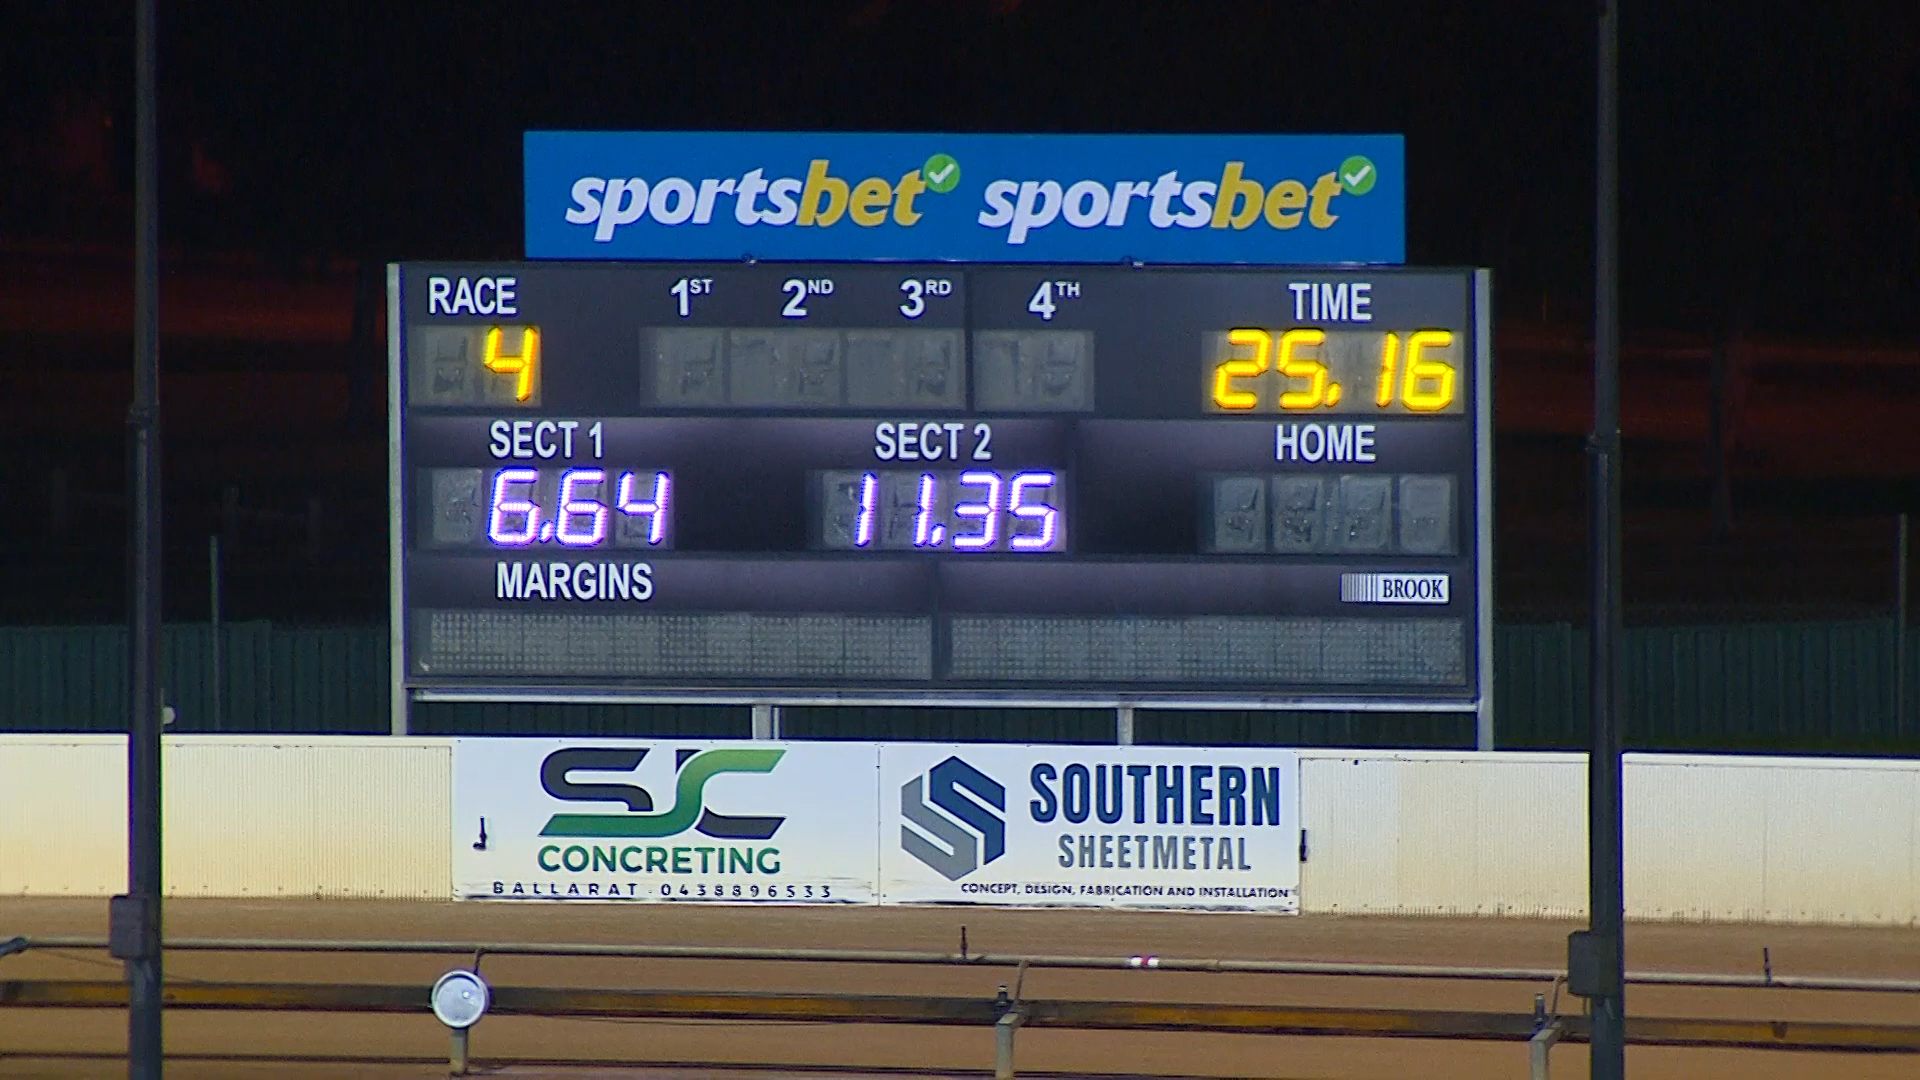 sportsbet sportsbet
RACE 1ST 2ND 3RD 4TH TIME
4 25.16
SECT 1 SECT 2 HOME
6.64 11.35
MARGINS BROOK
SJC SOUTHERN
CONCRETING SHEETMETAL
BALLARAT - 0438896533 CONCEPT, DESIGN, FABRICATION AND INSTALLATION